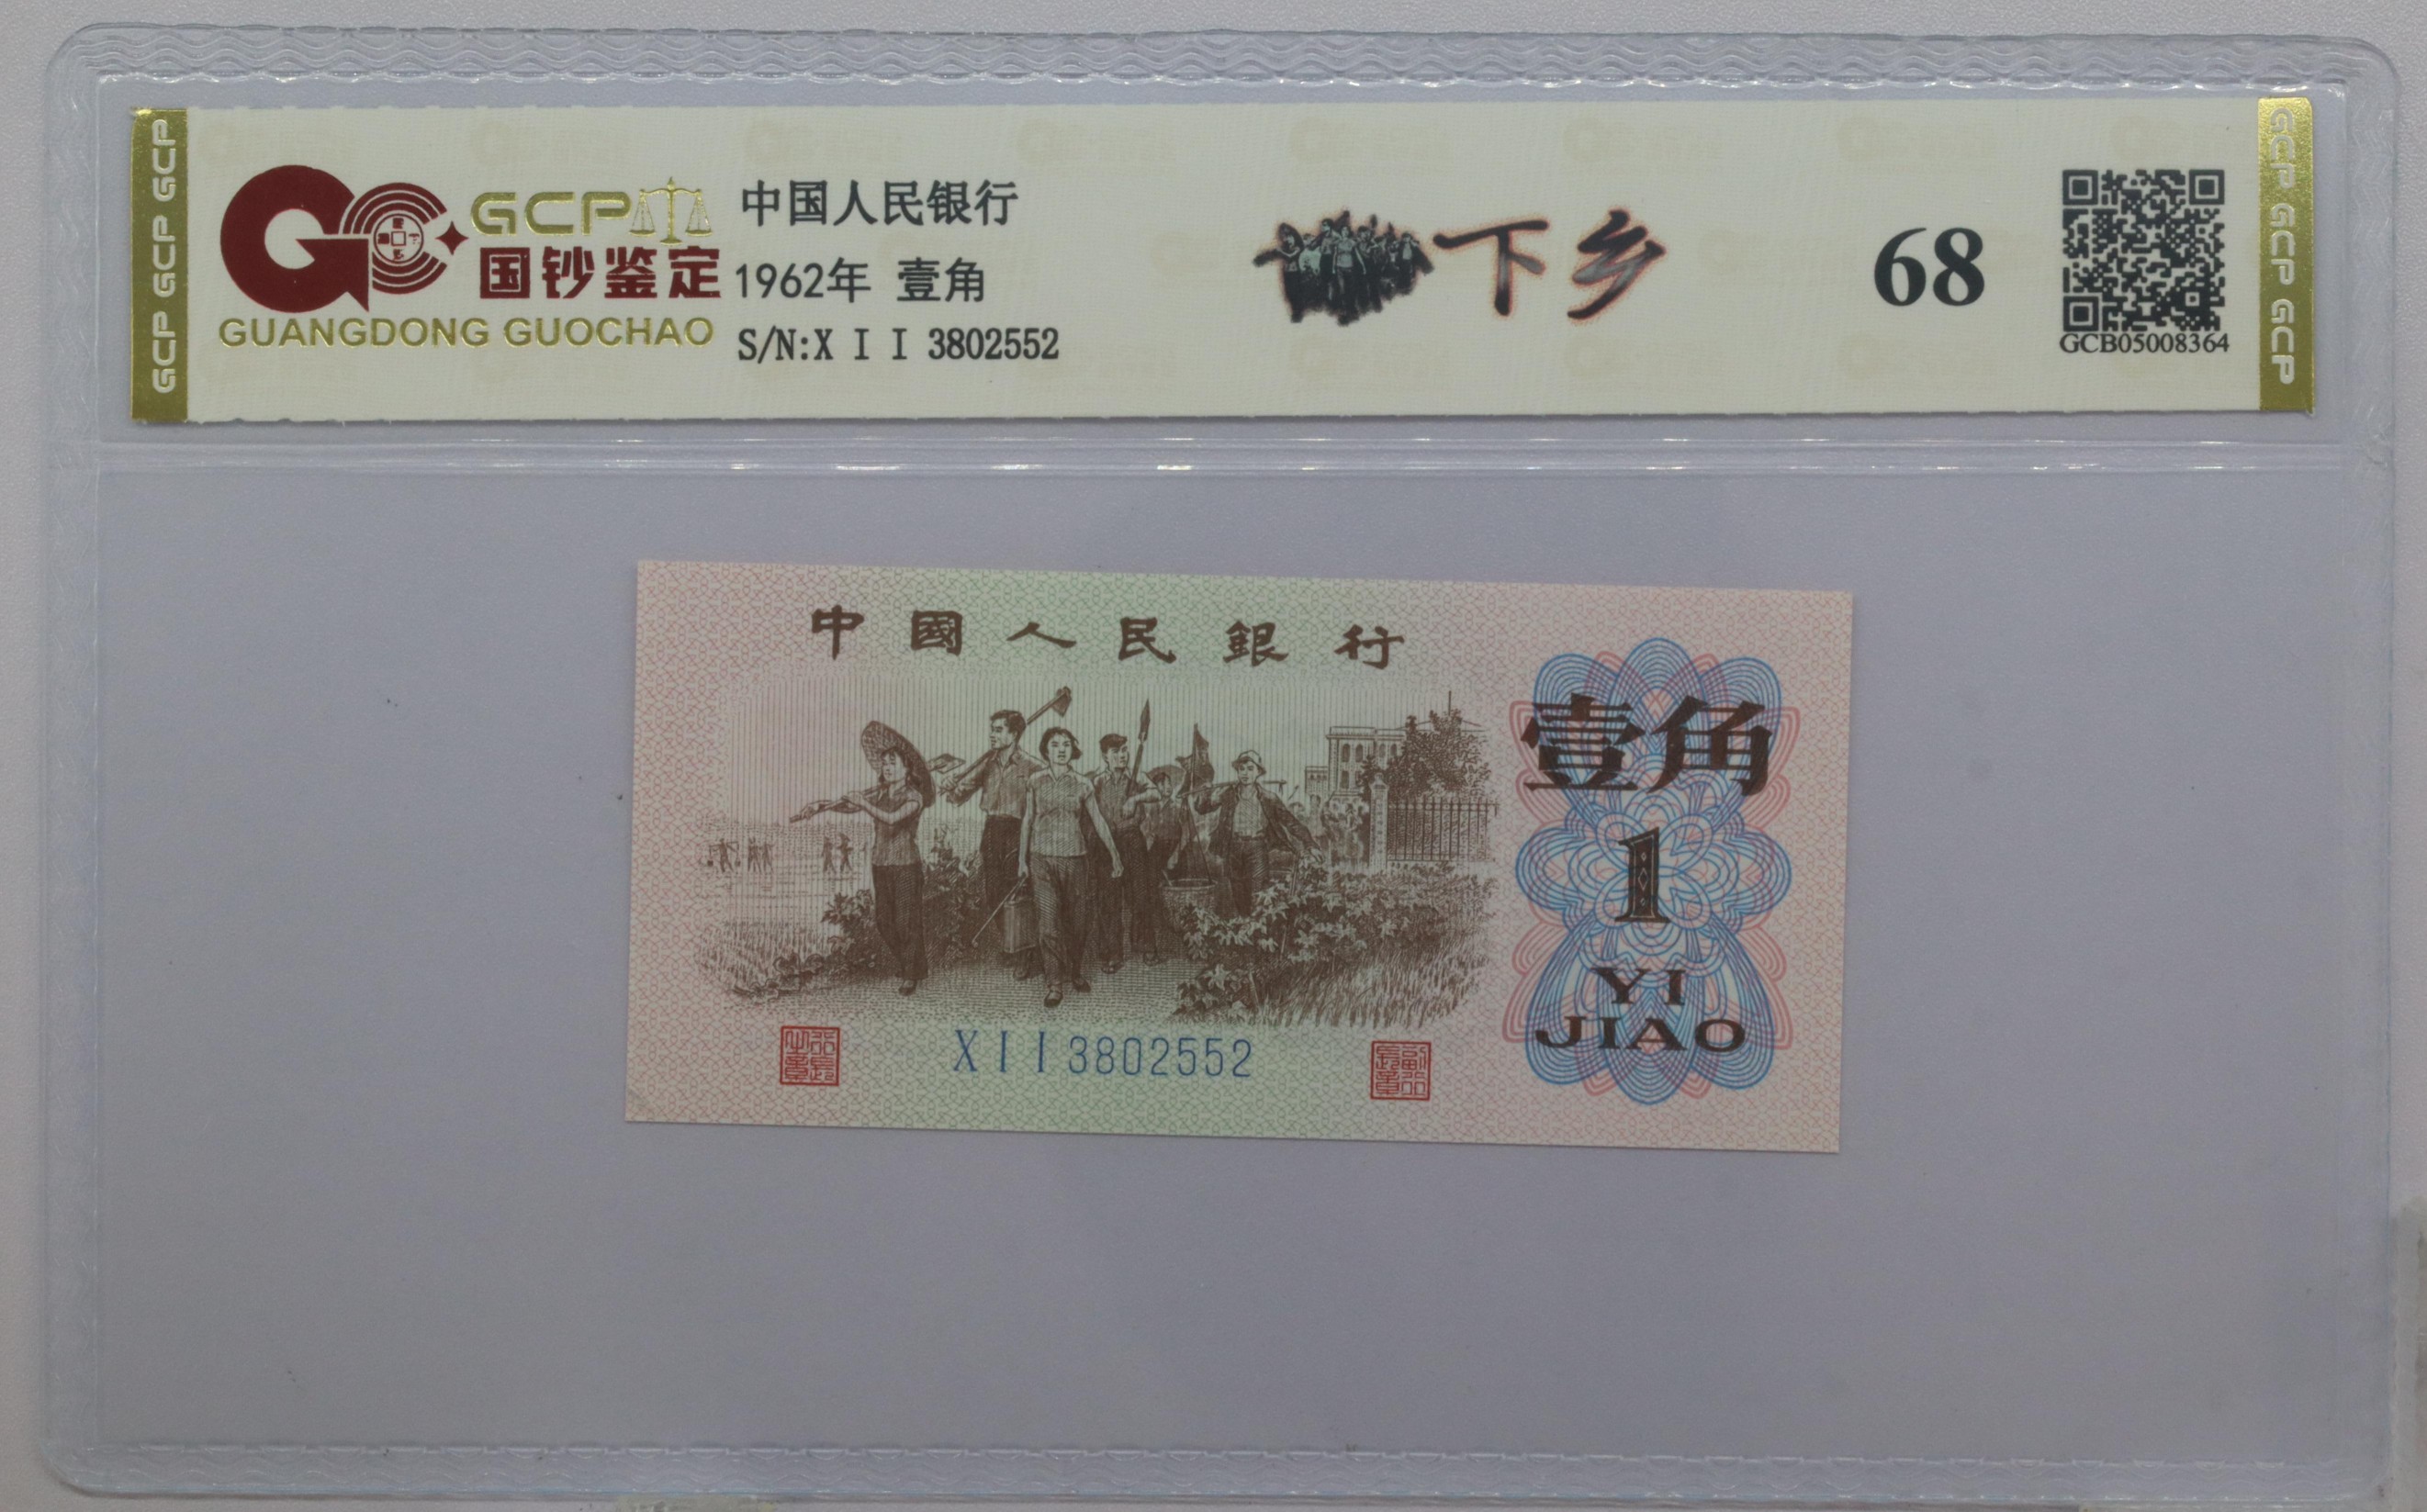 GCP GCP GCP
GCP
国钞鉴定
GUANGDONG GUOCHAO
中国人民银行
1962年 壹角
S/N:X I I 3802552
下乡
68
GCB05008364
GCP GCP GCP
中國人民銀行
壹角
1
YI
JIAO
X I I 3802552